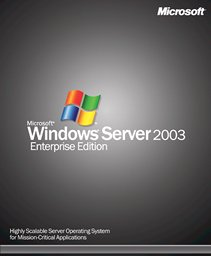 Microsoft
Microsoft®
Windows Server 2003
Enterprise Edition
Highly Scalable Server Operating System
for Mission-Critical Applications